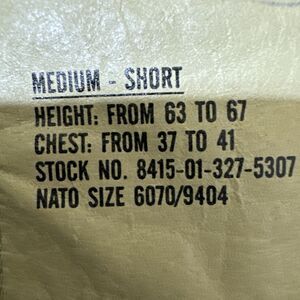 MEDIUM - SHORT
HEIGHT: FROM 63 TO 67
CHEST: FROM 37 TO 41
STOCK NO. 8415-01-327-5307
NATO SIZE 6070/9404